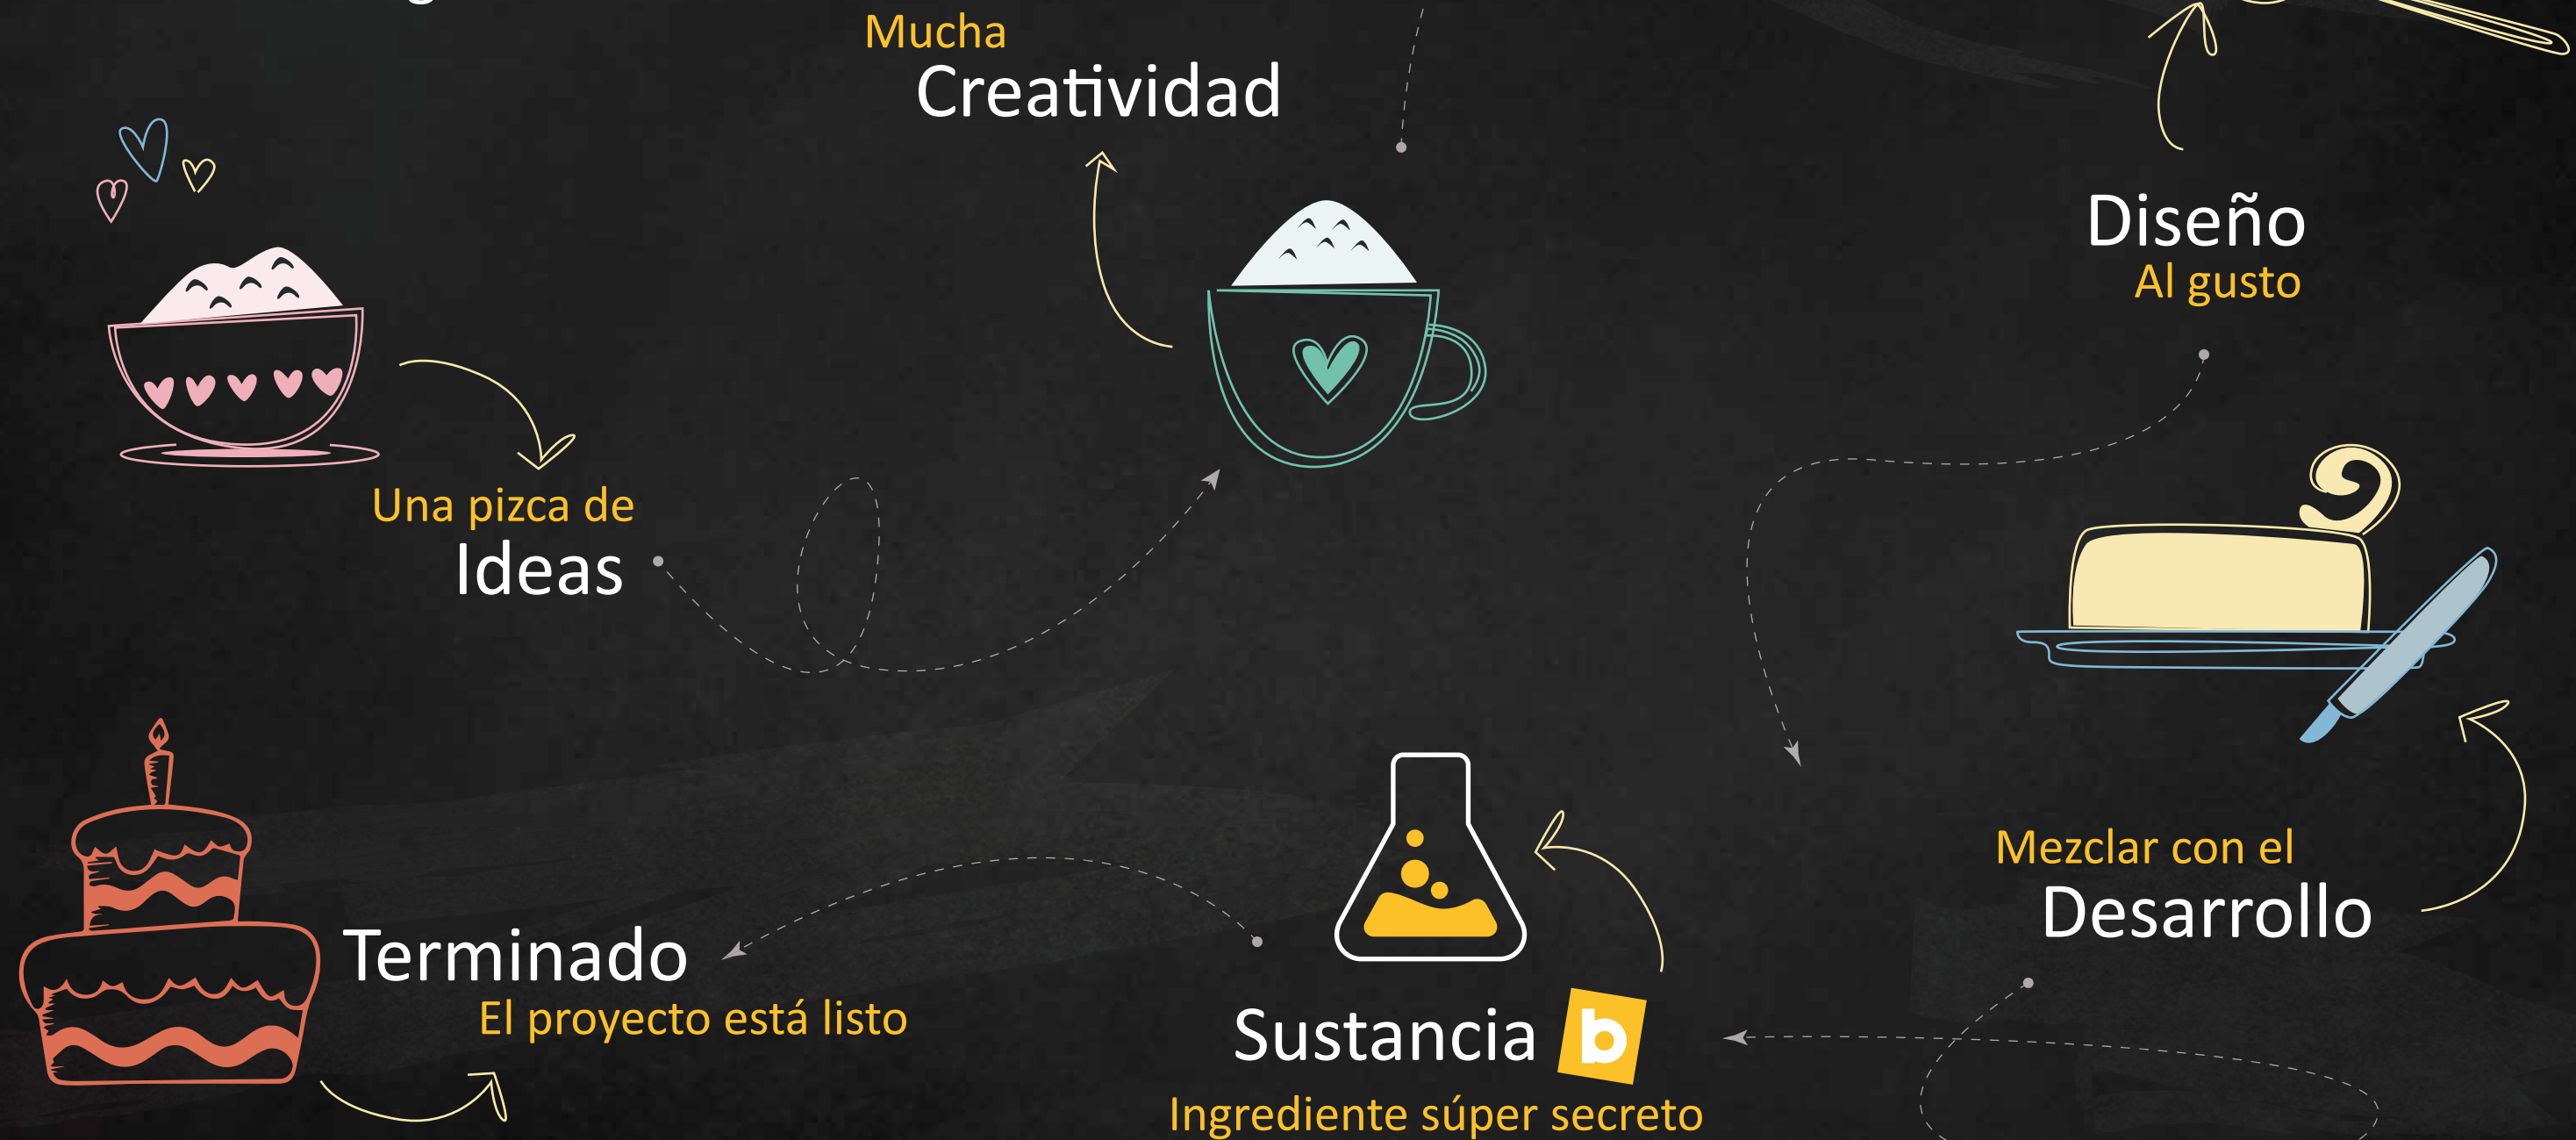 Mucha
Creatividad
Diseño
Al gusto
Una pizca de
Ideas
Mezclar con el
Desarrollo
Sustancia b
Ingrediente súper secreto
Terminado
El proyecto está listo